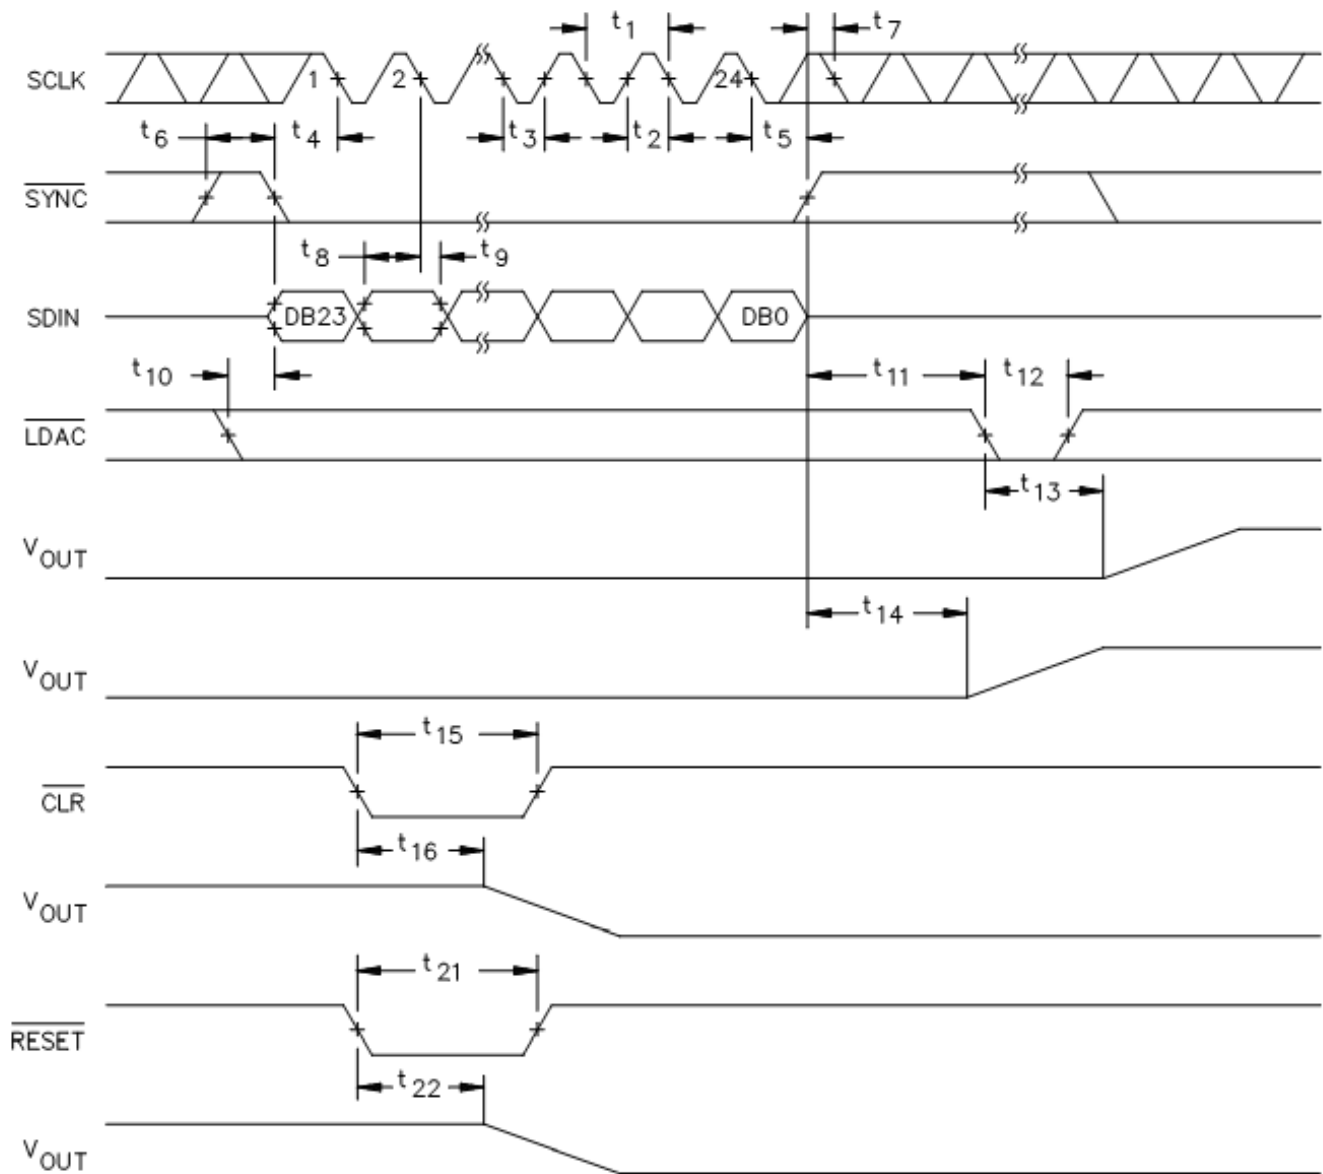 t1 t7
SCLK 1 2 24
t6 t4 t3 t2 t5
SYNC
t8 t9
SDIN DB23 DB0
t10 t11 t12
LDAC
t13
VOUT
t14
VOUT
t15
CLR
t16
VOUT
t21
RESET
t22
VOUT